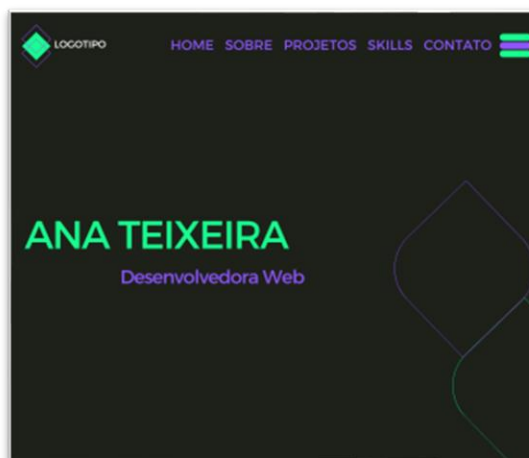 LOGOTIPO
HOME SOBRE PROJETOS SKILLS CONTATO
ANA TEIXEIRA
Desenvolvedora Web